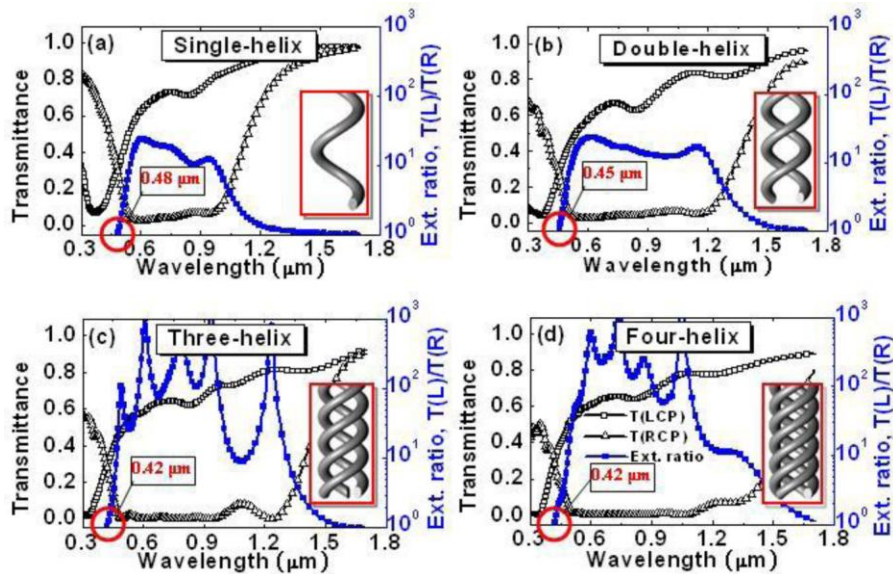 (a) Single-helix
Transmittance
1.0
0.8
0.6
0.4
0.2
0.0
10³
10²
10¹
10⁰
Ext. ratio, T(L)/T(R)
0.48 μm
0.3 0.6 0.9 1.2 1.5 1.8
Wavelength (μm)
(b) Double-helix
Transmittance
1.0
0.8
0.6
0.4
0.2
0.0
10³
10²
10¹
10⁰
Ext. ratio, T(L)/T(R)
0.45 μm
0.3 0.6 0.9 1.2 1.5 1.8
Wavelength (μm)
(c) Three-helix
Transmittance
1.0
0.8
0.6
0.4
0.2
0.0
10³
10²
10¹
10⁰
Ext. ratio, T(L)/T(R)
0.42 μm
0.3 0.6 0.9 1.2 1.5 1.8
Wavelength (μm)
(d) Four-helix
Transmittance
1.0
0.8
0.6
0.4
0.2
0.0
10³
10²
10¹
10⁰
Ext. ratio, T(L)/T(R)
T(LCP)
T(RCP)
Ext. ratio
0.42 μm
0.3 0.6 0.9 1.2 1.5 1.8
Wavelength (μm)